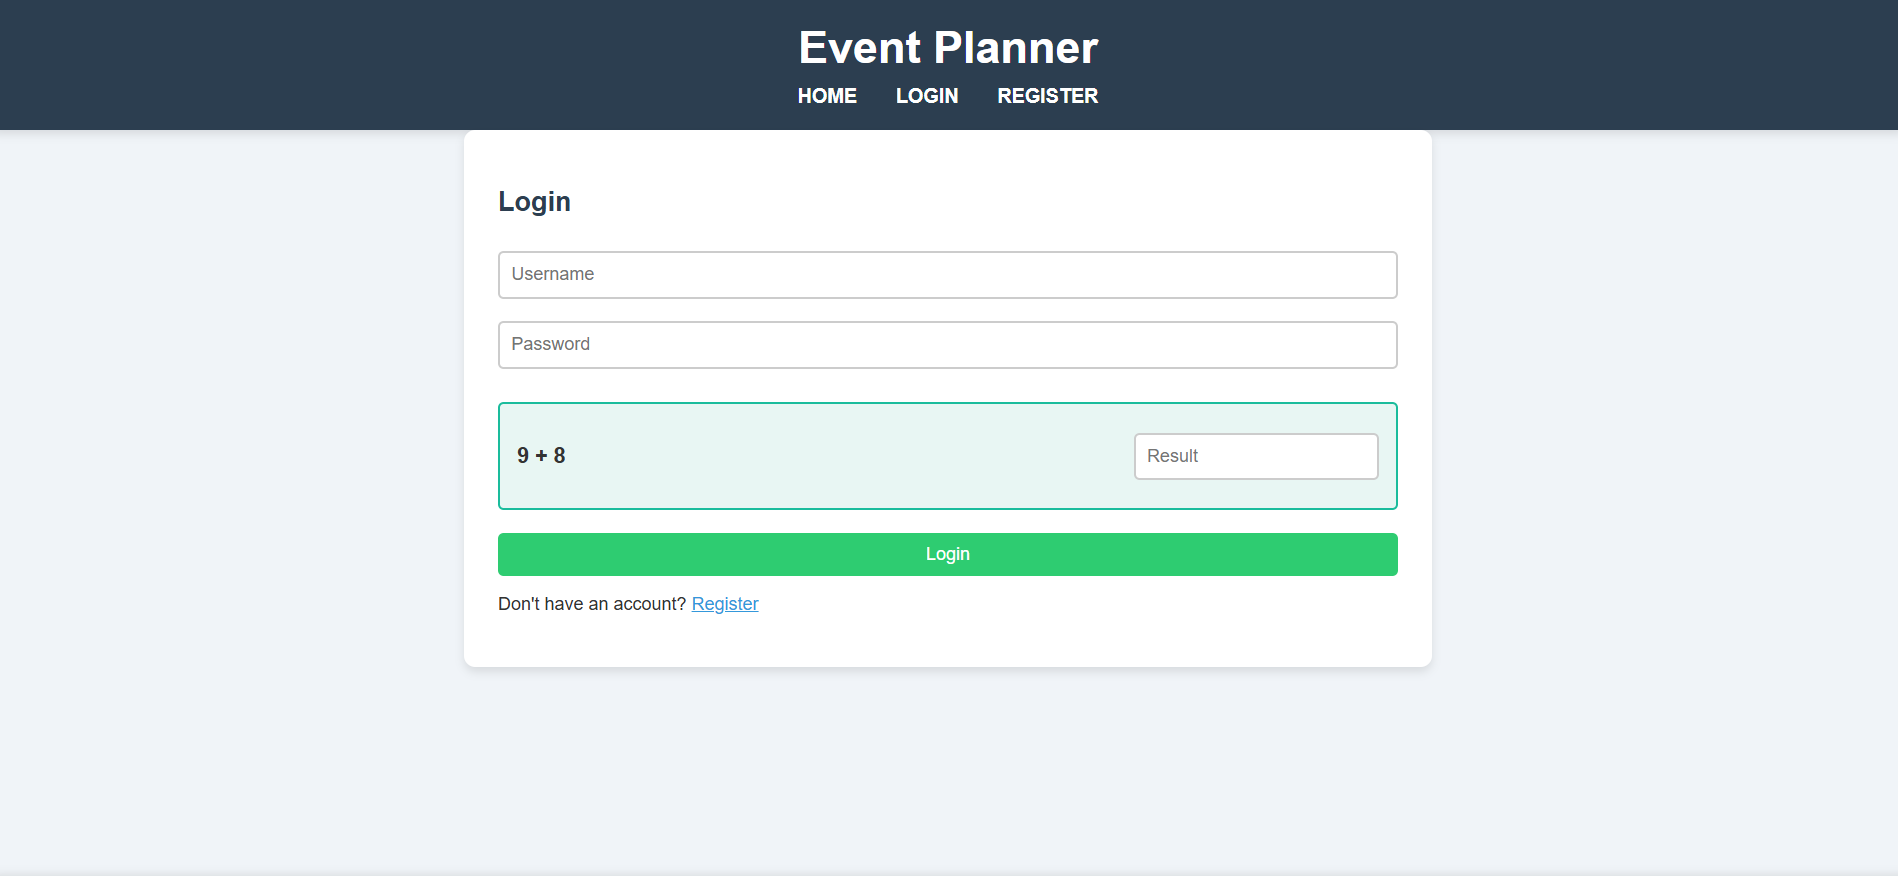 Event Planner
HOME LOGIN REGISTER
Login
Username
Password
9 + 8 Result
Login
Don't have an account? Register